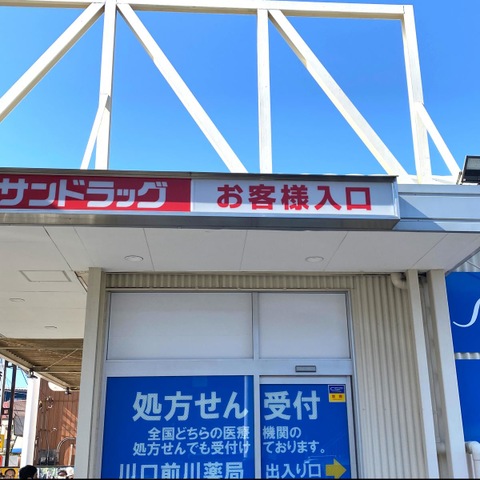 サンドラッグ お客様入口
処方せん 受付
全国どちらの医療機関の
処方せんでも受付けております。
川口前川薬局 出入り口